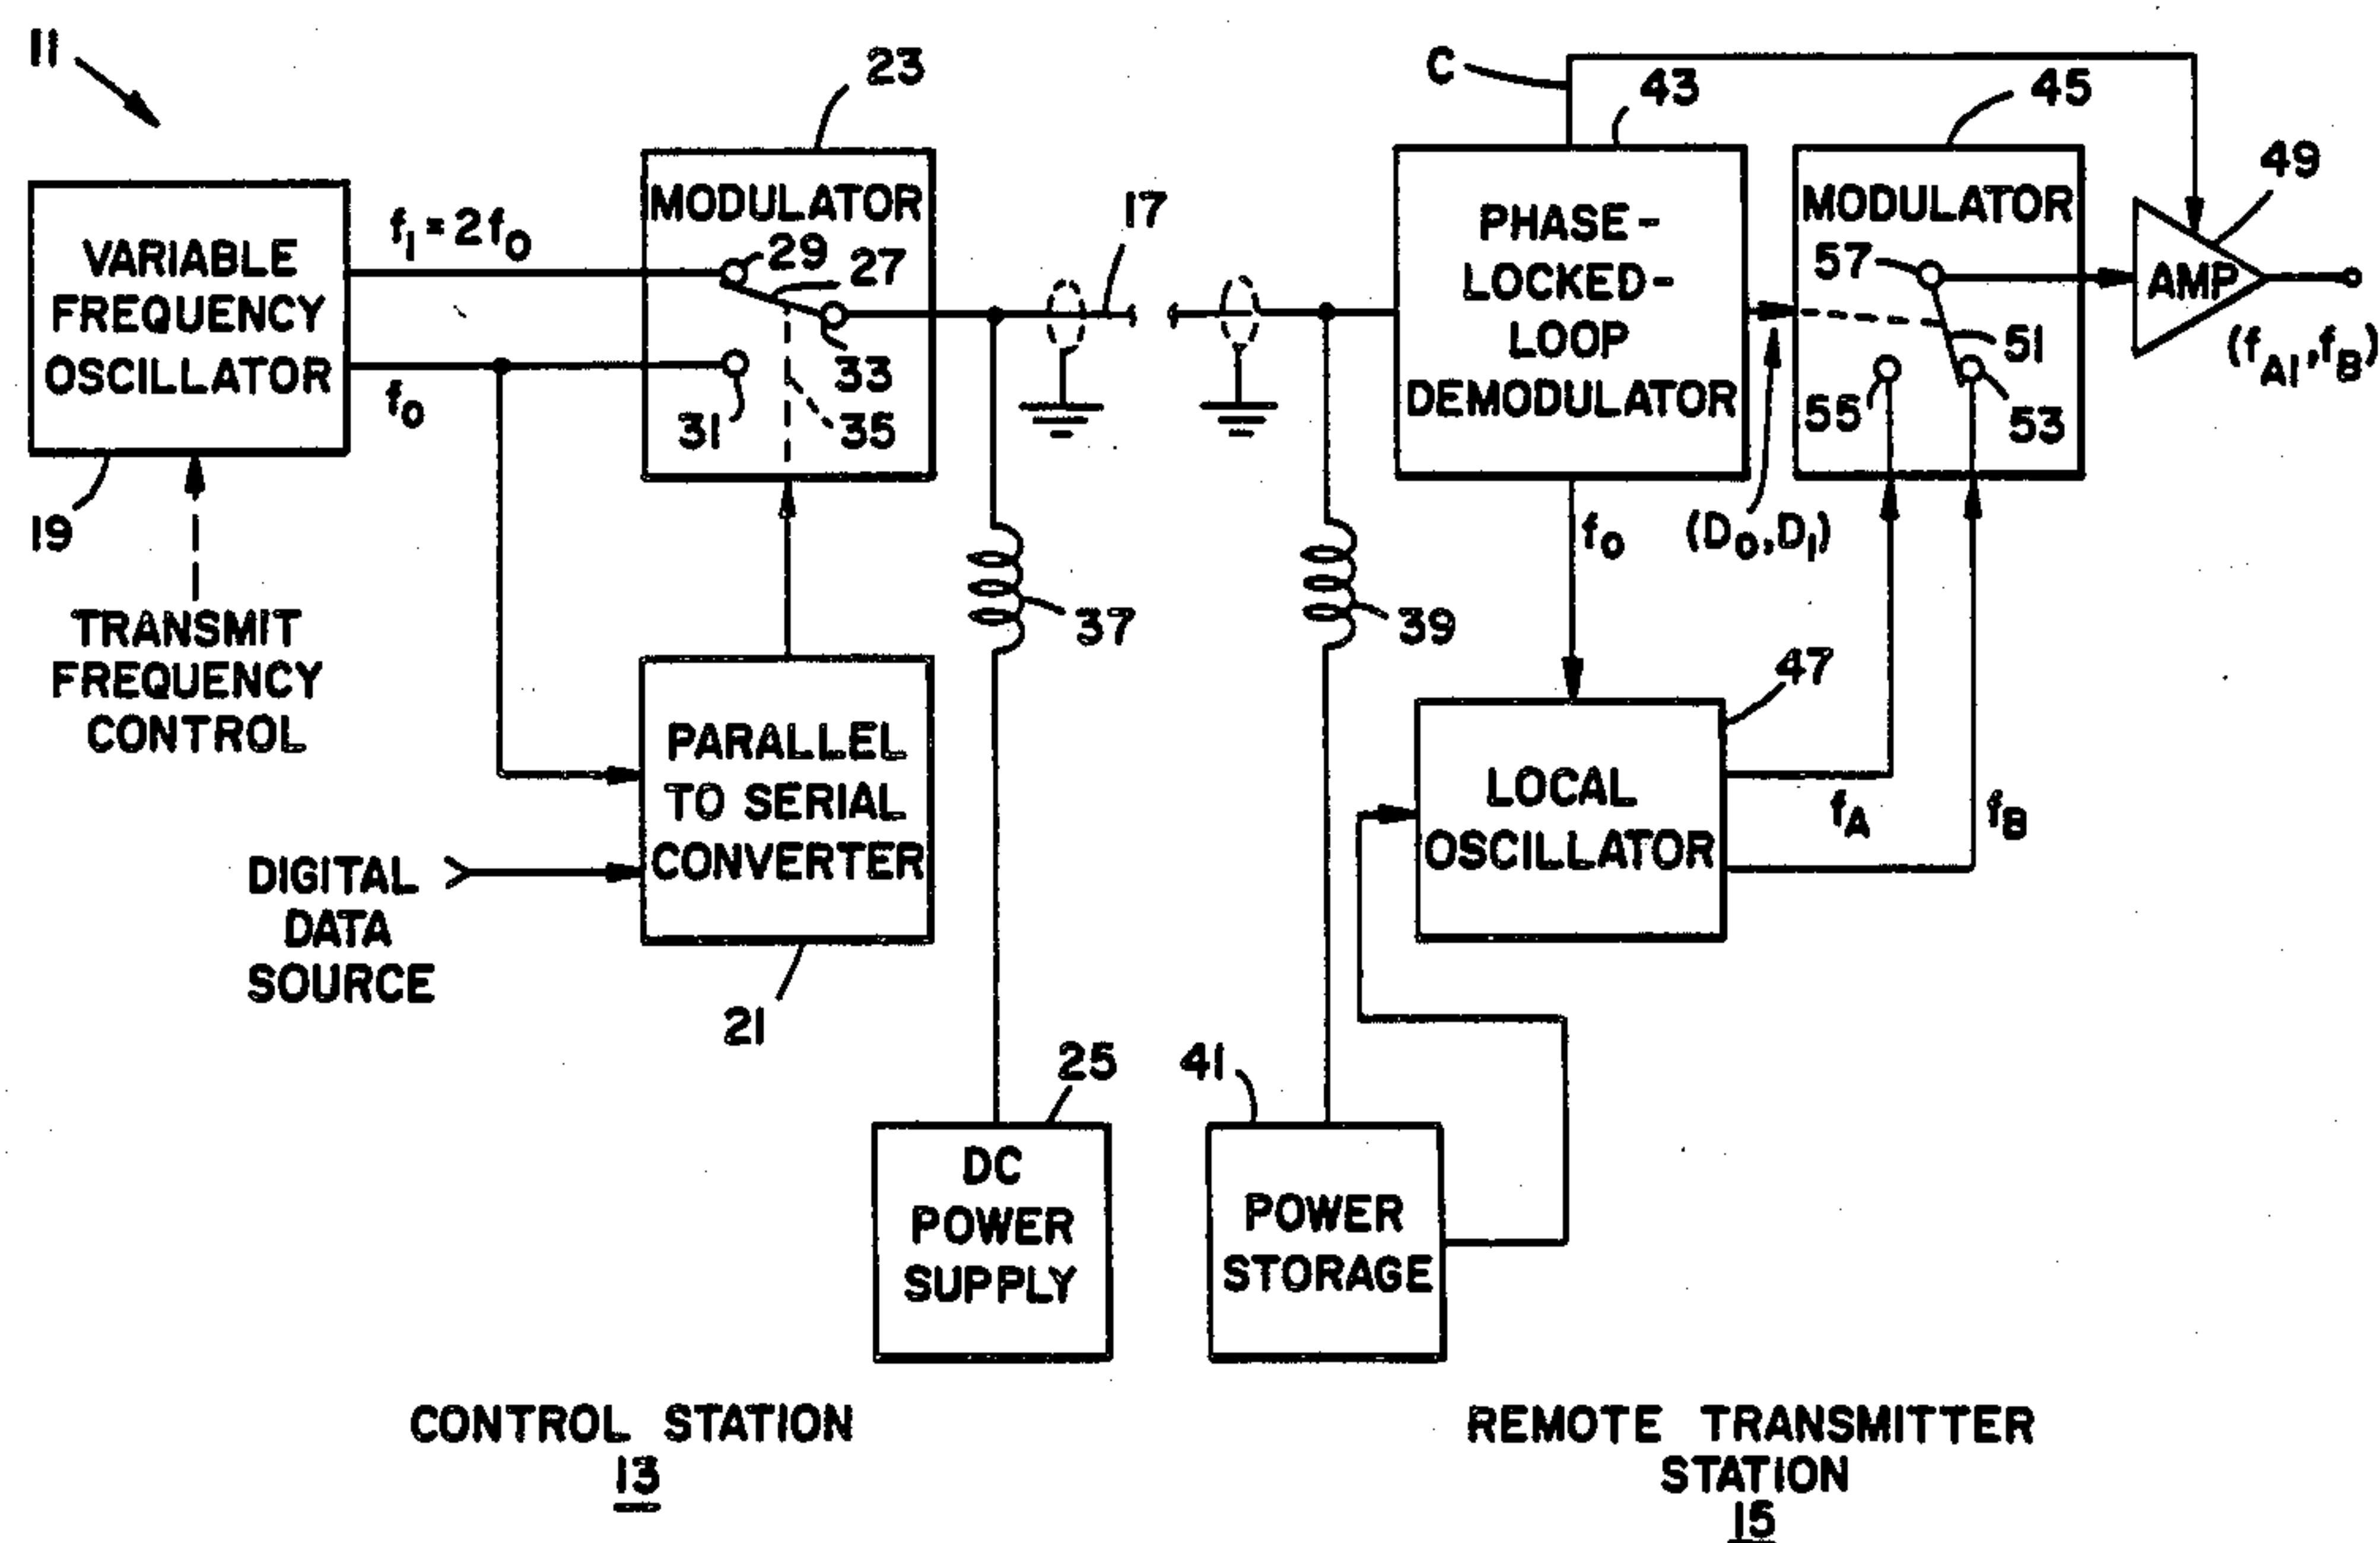 11
VARIABLE
FREQUENCY
OSCILLATOR
19
TRANSMIT
FREQUENCY
CONTROL
f1 = 2f0
f0
23
MODULATOR
29
27
33
31
35
17
PARALLEL
TO SERIAL
CONVERTER
21
DIGITAL
DATA
SOURCE
37
25
DC
POWER
SUPPLY
CONTROL STATION
13
C
43
PHASE-
LOCKED-
LOOP
DEMODULATOR
45
MODULATOR
57
51
55
53
49
AMP
(fA1,fB)
f0
(D0,D1)
39
47
LOCAL
OSCILLATOR
fA
fB
41
POWER
STORAGE
REMOTE TRANSMITTER
STATION
15